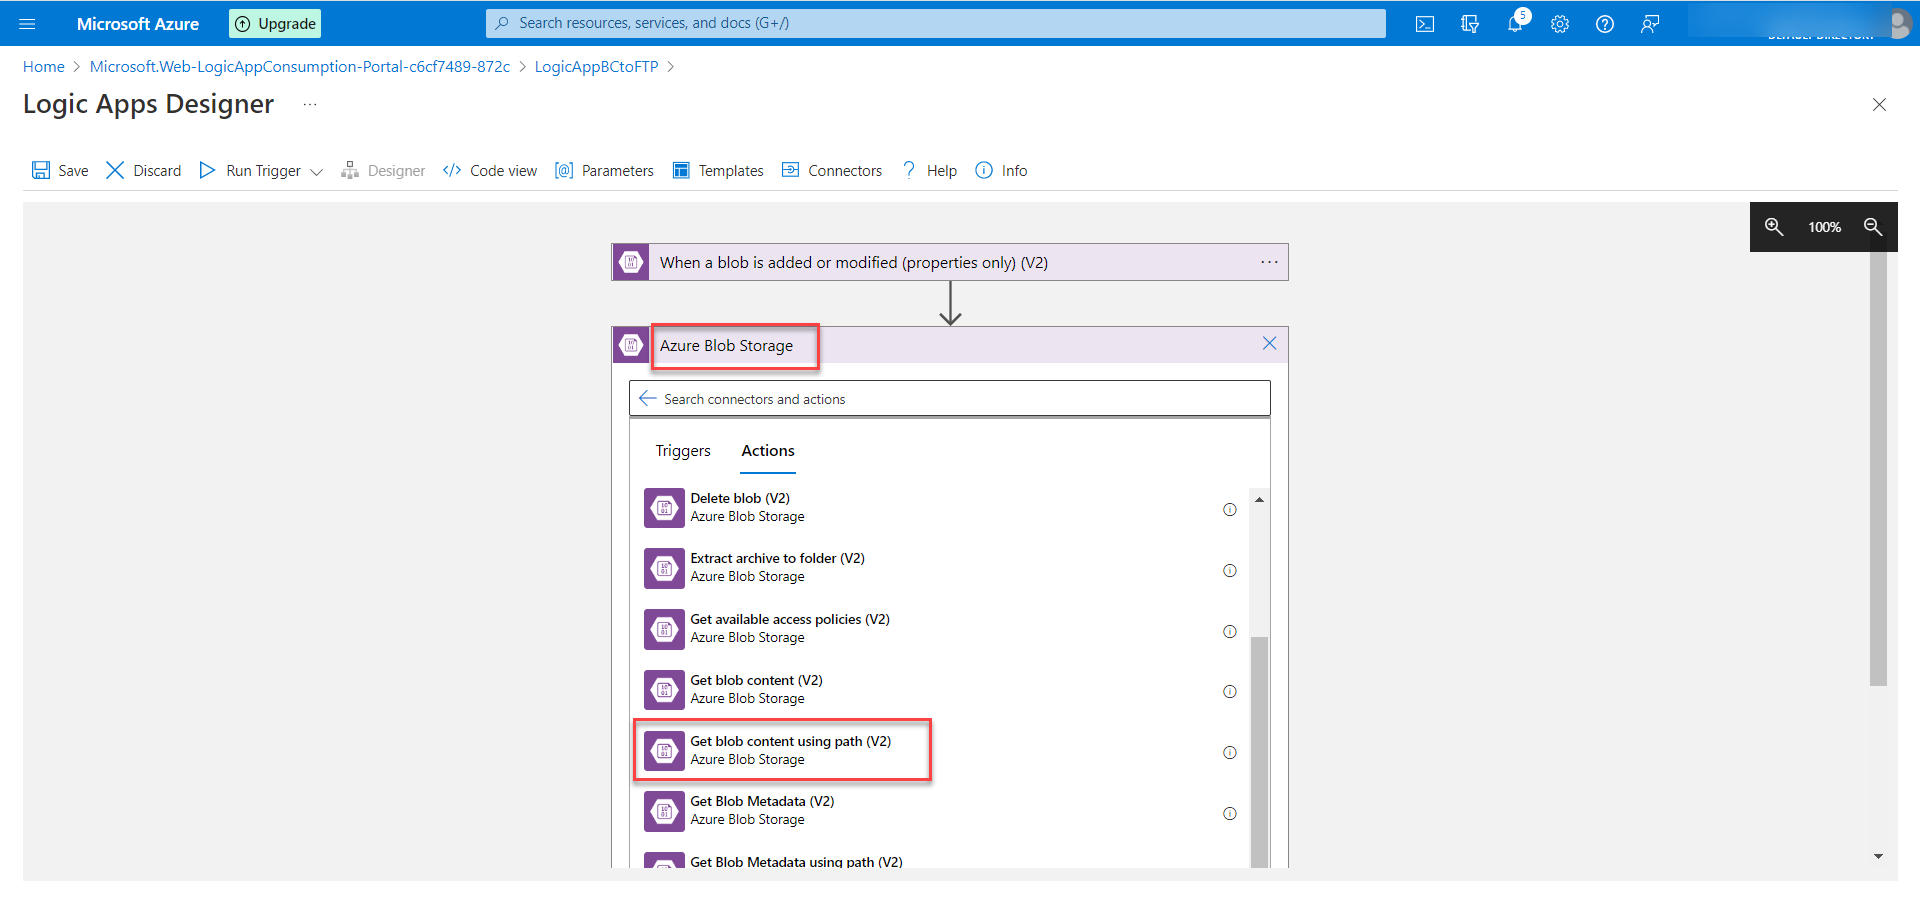 Microsoft Azure
Upgrade
Search resources, services, and docs (G+/)
5
Home > Microsoft.Web-LogicAppConsumption-Portal-c6cf7489-872c > LogicAppBCtoFTP >
Logic Apps Designer ...
Save
Discard
Run Trigger
Designer
Code view
Parameters
Templates
Connectors
Help
Info
100%
When a blob is added or modified (properties only) (V2)
Azure Blob Storage
Search connectors and actions
Triggers
Actions
Delete blob (V2)
Azure Blob Storage
Extract archive to folder (V2)
Azure Blob Storage
Get available access policies (V2)
Azure Blob Storage
Get blob content (V2)
Azure Blob Storage
Get blob content using path (V2)
Azure Blob Storage
Get Blob Metadata (V2)
Azure Blob Storage
Get Blob Metadata using path (V2)